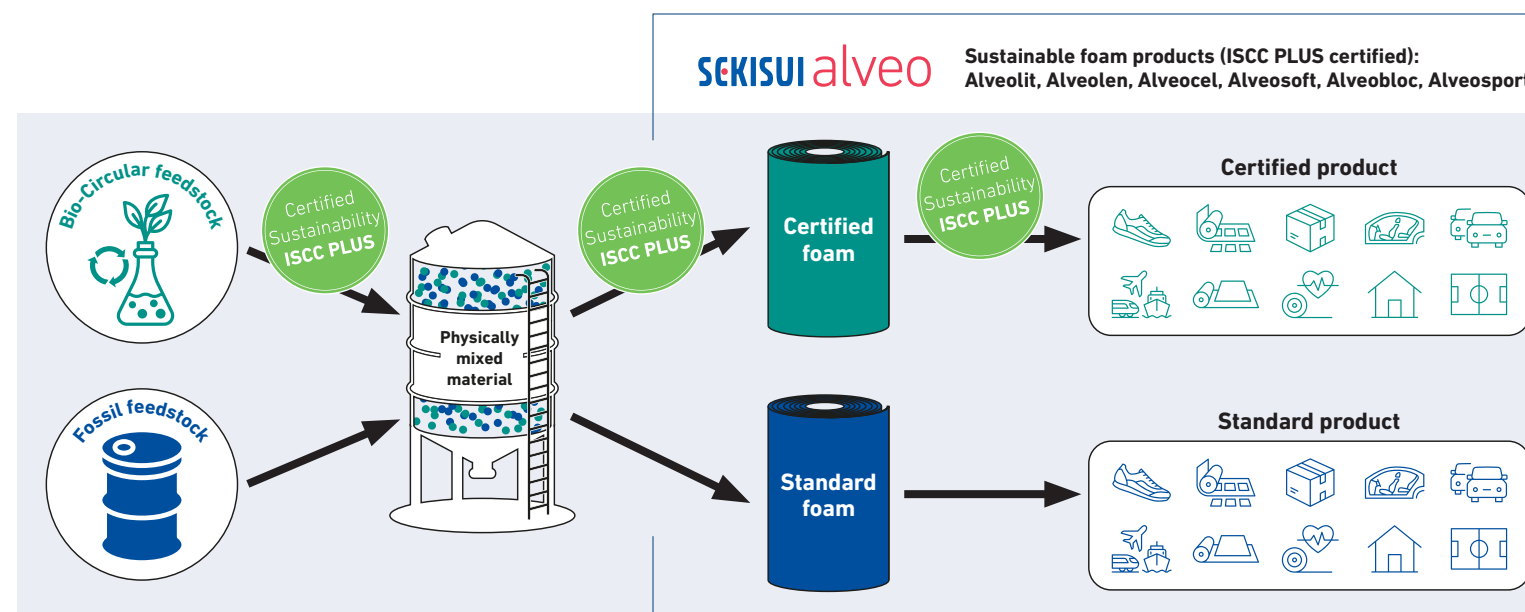 SEKISUI alveo
Sustainable foam products (ISCC PLUS certified):
Alveolit, Alveolen, Alveocel, Alveosoft, Alveobloc, Alveosport
Bio-Circular feedstock
Certified
Sustainability
ISCC PLUS
Physically
mixed
material
Certified
Sustainability
ISCC PLUS
Certified
foam
Certified
Sustainability
ISCC PLUS
Certified product
Fossil feedstock
Standard
foam
Standard product